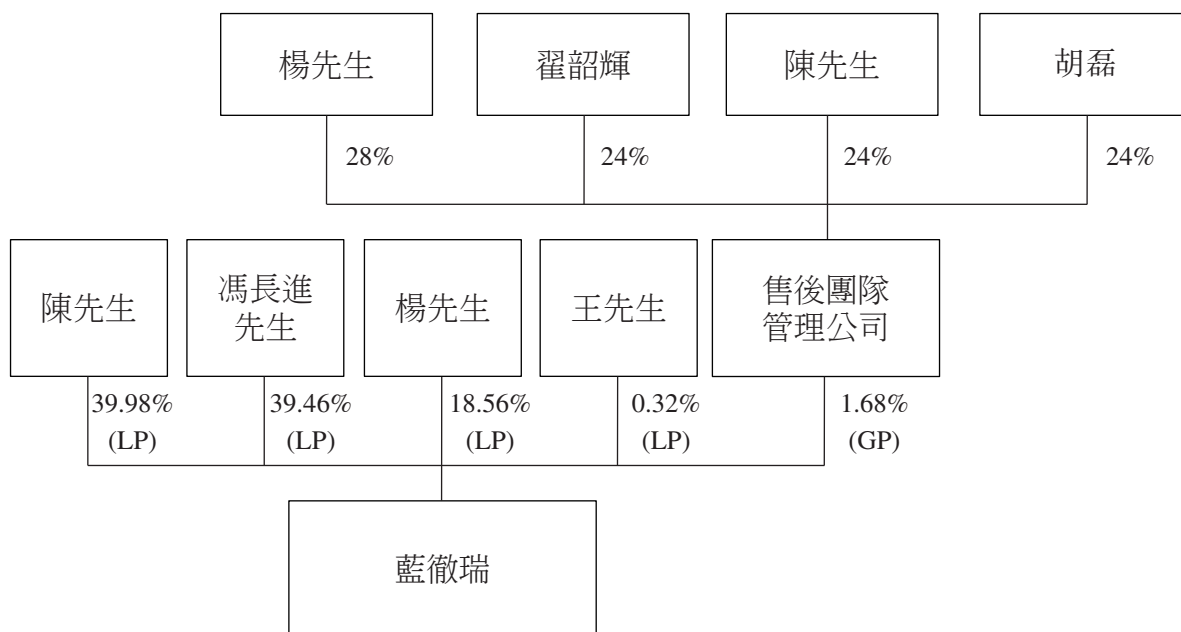 楊先生
翟韶輝
陳先生
胡磊
28%
24%
24%
24%
陳先生
馮長進
先生
楊先生
王先生
售後團隊
管理公司
39.98%
(LP)
39.46%
(LP)
18.56%
(LP)
0.32%
(LP)
1.68%
(GP)
藍徹瑞